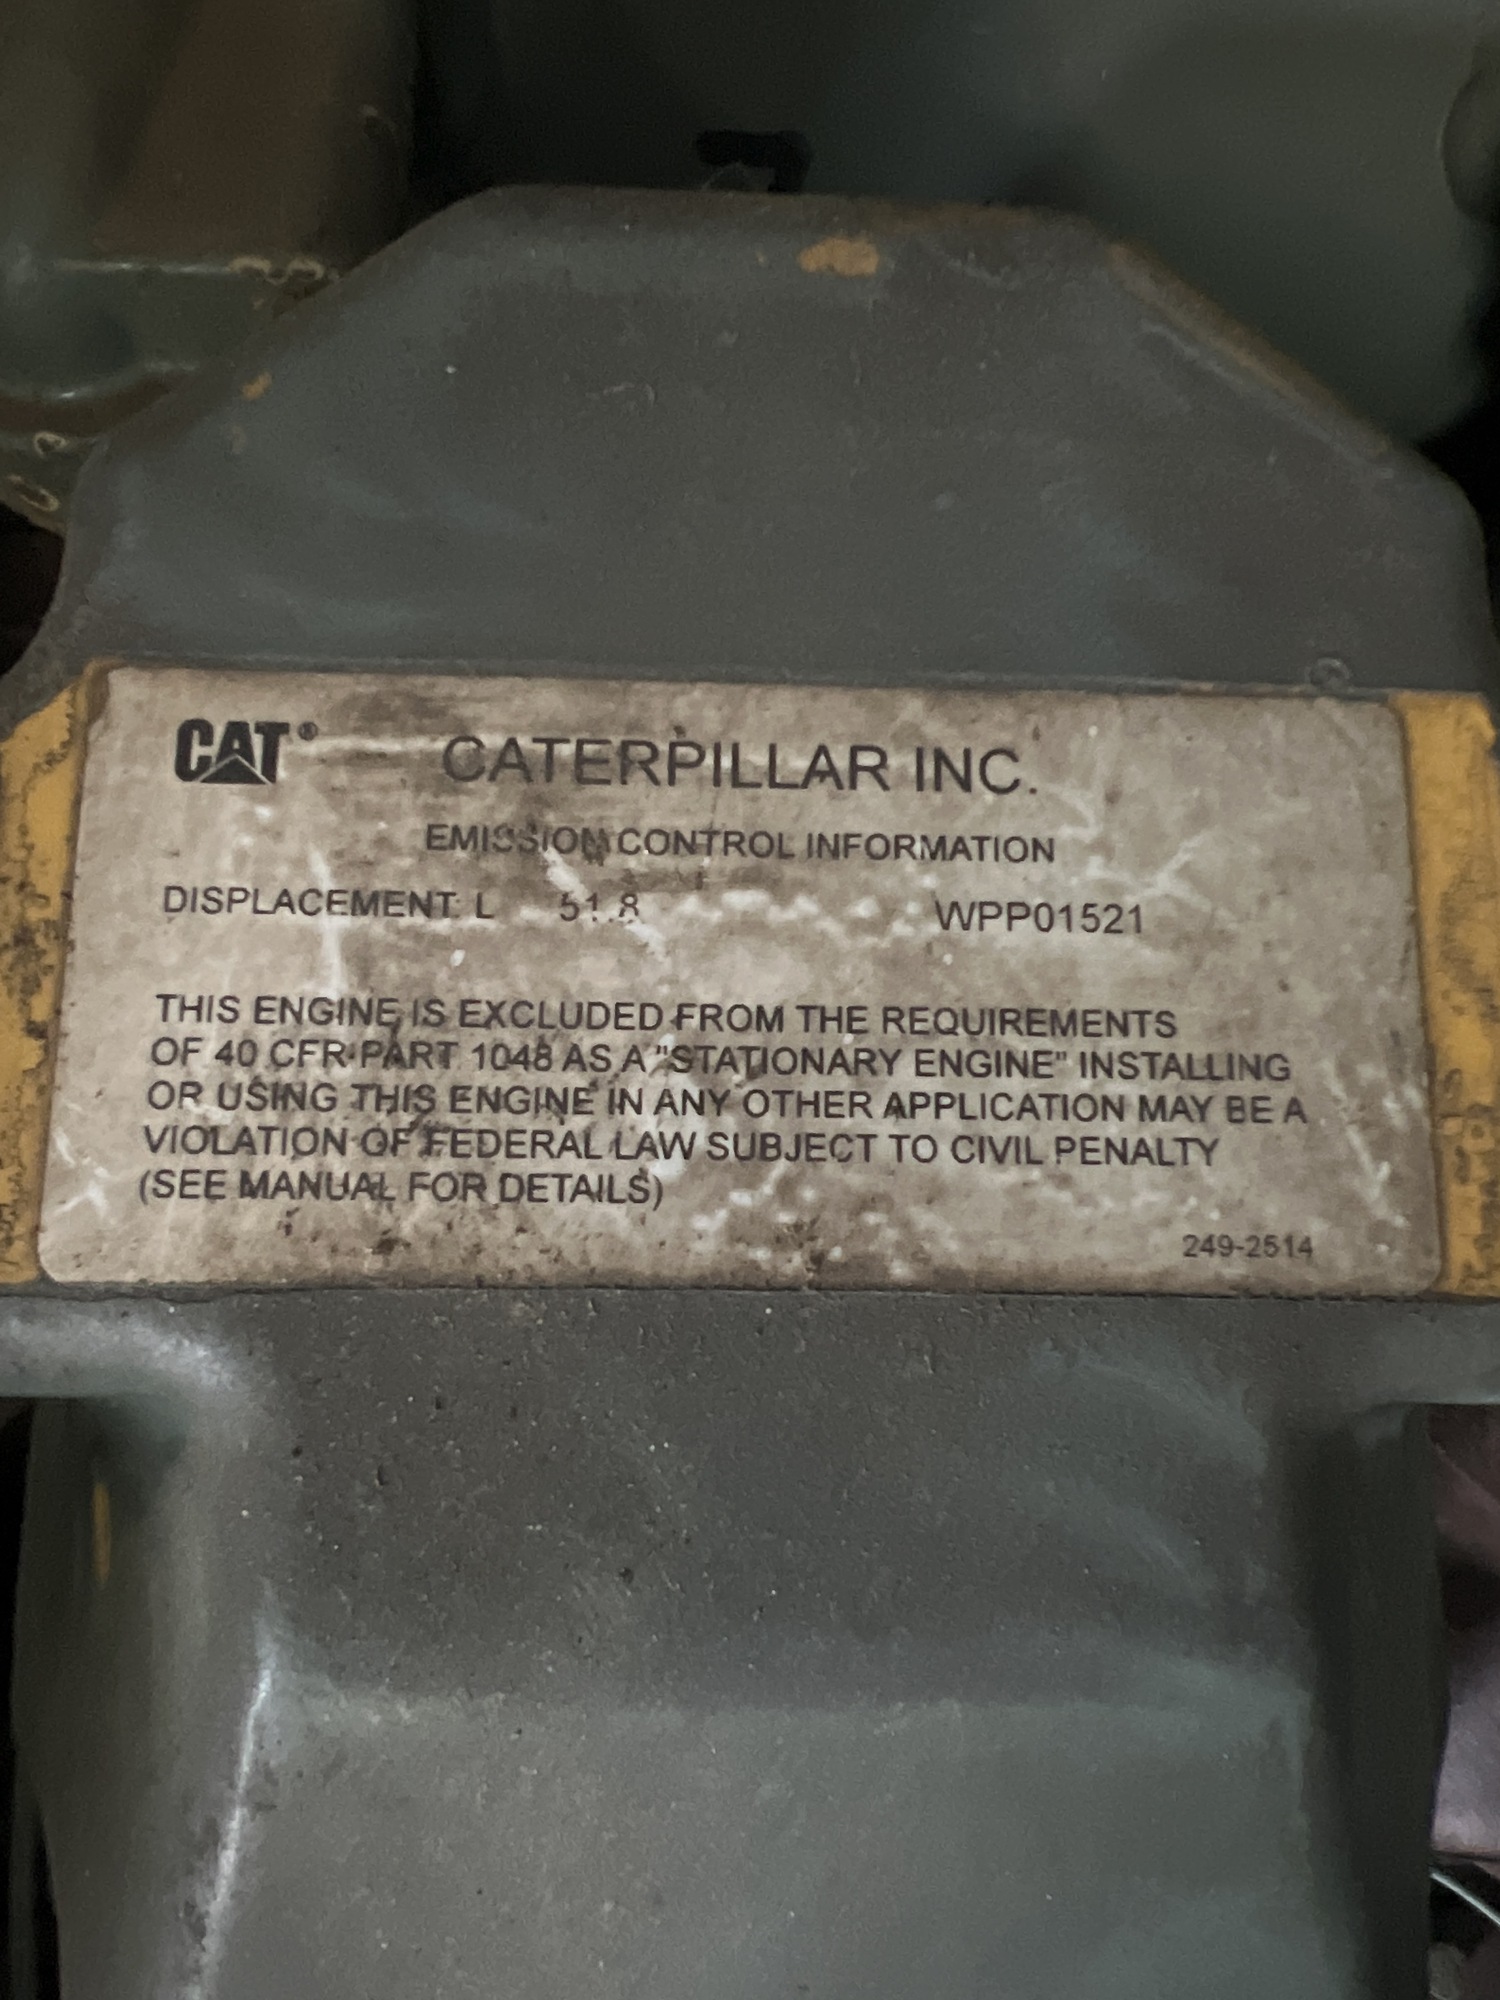 CAT® CATERPILLAR INC.
EMISSION CONTROL INFORMATION
DISPLACEMENT: L 51.8 WPP01521
THIS ENGINE IS EXCLUDED FROM THE REQUIREMENTS
OF 40 CFR PART 1048 AS A "STATIONARY ENGINE" INSTALLING
OR USING THIS ENGINE IN ANY OTHER APPLICATION MAY BE A
VIOLATION OF FEDERAL LAW SUBJECT TO CIVIL PENALTY
(SEE MANUAL FOR DETAILS)
249-2514